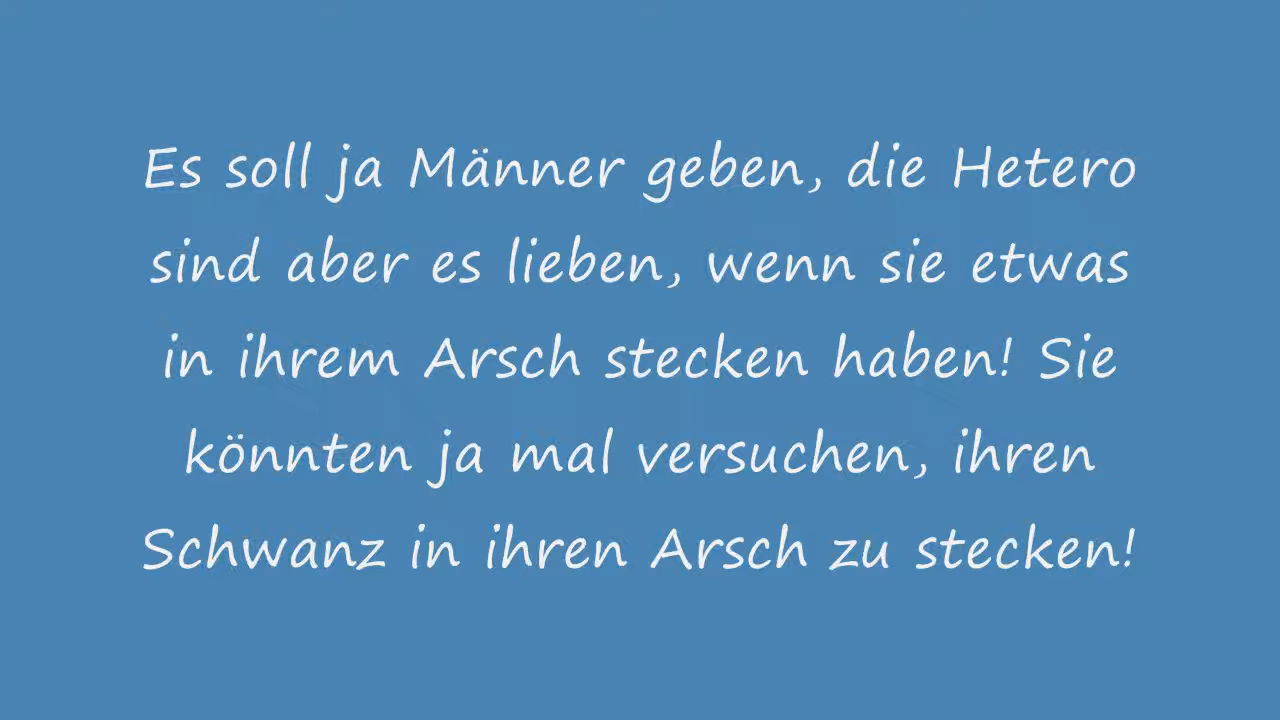 Es soll ja Männer geben, die Hetero
sind aber es lieben, wenn sie etwas
in ihrem Arsch stecken haben! Sie
könnten ja mal versuchen, ihren
Schwanz in ihren Arsch zu stecken!